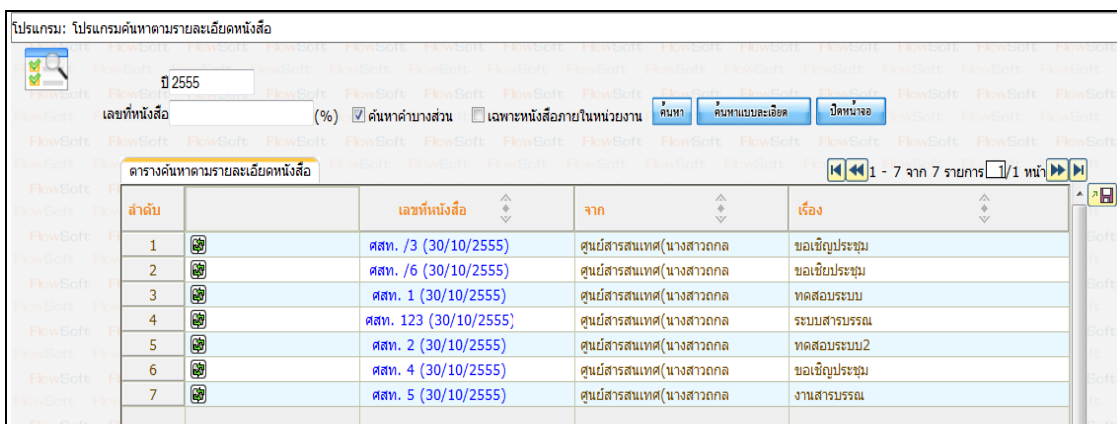 โปรแกรม: โปรแกรมค้นหาตามรายละเอียดหนังสือ
ปี 2555
เลขที่หนังสือ (%) ค้นหาคำบางส่วน เฉพาะหนังสือภายในหน่วยงาน ค้นหา ค้นหาแบบละเอียด ปิดหน้าจอ
ตารางค้นหาตามรายละเอียดหนังสือ 1 - 7 จาก 7 รายการ 1/1 หน้า
ลำดับ เลขที่หนังสือ จาก เรื่อง
1 ศสท. /3 (30/10/2555) ศูนย์สารสนเทศ(นางสาวถกล ขอเชิญประชุม
2 ศสท. /6 (30/10/2555) ศูนย์สารสนเทศ(นางสาวถกล ขอเชิยประชุม
3 ศสท. 1 (30/10/2555) ศูนย์สารสนเทศ(นางสาวถกล ทดสอบระบบ
4 ศสท. 123 (30/10/2555) ศูนย์สารสนเทศ(นางสาวถกล ระบบสารบรรณ
5 ศสท. 2 (30/10/2555) ศูนย์สารสนเทศ(นางสาวถกล ทดสอบระบบ2
6 ศสท. 4 (30/10/2555) ศูนย์สารสนเทศ(นางสาวถกล ขอเชิญประชุม
7 ศสท. 5 (30/10/2555) ศูนย์สารสนเทศ(นางสาวถกล งานสารบรรณ